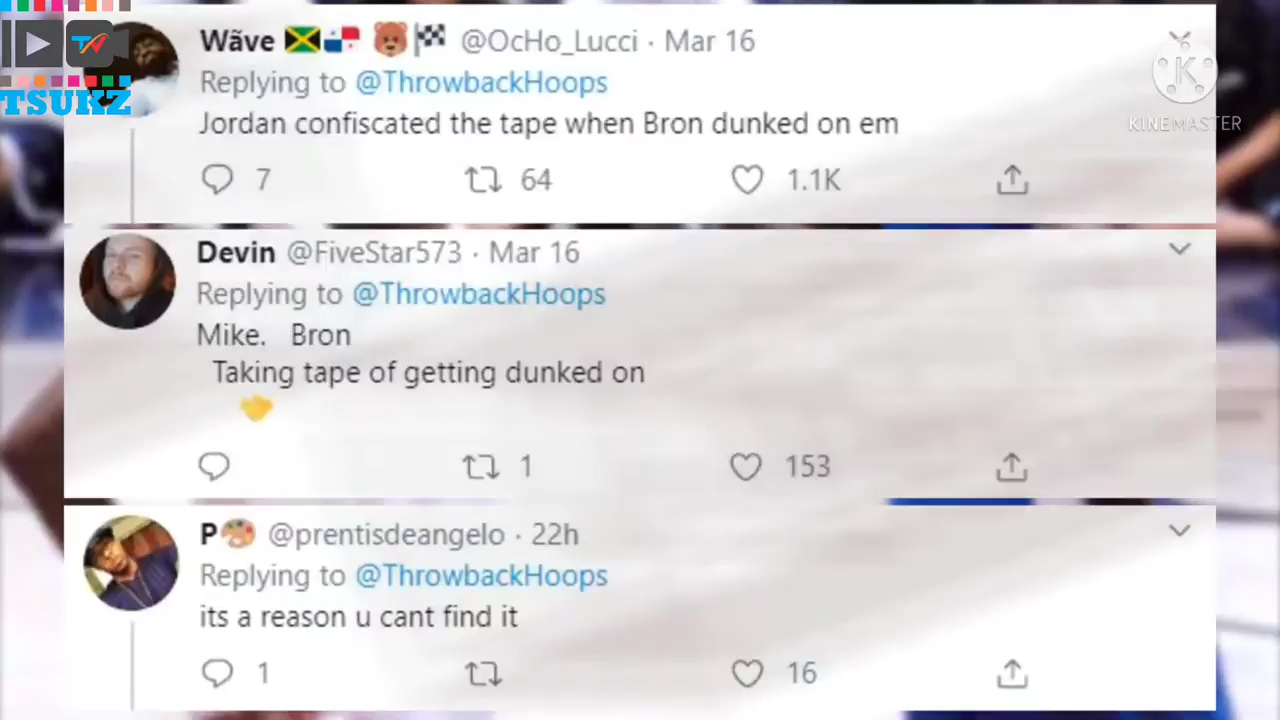 Wãve 🇯🇲🇵🇦 🐻🏁 @OcHo_Lucci · Mar 16
Replying to @ThrowbackHoops
Jordan confiscated the tape when Bron dunked on em
7 64 1.1K
Devin @FiveStar573 · Mar 16
Replying to @ThrowbackHoops
Mike. Bron
Taking tape of getting dunked on
1 153
P🎨 @prentisdeangelo · 22h
Replying to @ThrowbackHoops
its a reason u cant find it
1 16
TV
TSUKZ
K
KINEMASTER